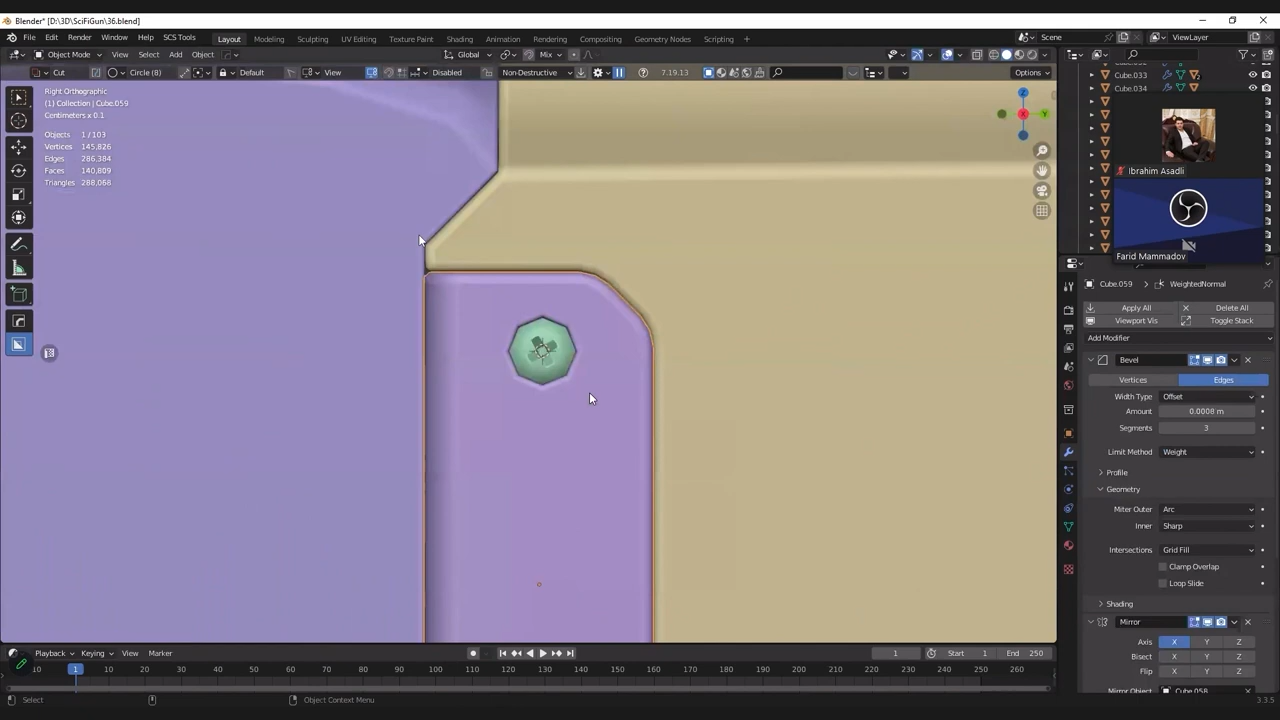 Blender* [D:\3D\SciFiGun\36.blend]
File Edit Render Window Help SCS Tools Layout Modeling Sculpting UV Editing Texture Paint Shading Animation Rendering Compositing Geometry Nodes Scripting + Scene ViewLayer
Object Mode View Select Add Object Global Mix
Cut Circle (8) Default View Disabled Non-Destructive 7.19.13 Options
Right Orthographic
(1) Collection | Cube.059
Centimeters x 0.1
Objects 1 / 103
Vertices 145,826
Edges 286,384
Faces 140,809
Triangles 288,068
Z
X
Y
Cube.033
Cube.034
Ibrahim Asadli
Farid Mammadov
Cube.059 > WeightedNormal
Apply All Delete All
Viewport Vis Toggle Stack
Add Modifier
Bevel
Vertices Edges
Width Type Offset
Amount 0.0008 m
Segments 3
Limit Method Weight
Profile
Geometry
Miter Outer Arc
Inner Sharp
Intersections Grid Fill
Clamp Overlap
Loop Slide
Shading
Mirror
Axis X Y Z
Bisect X Y Z
Flip X Y Z
Mirror Object Cube.058
Playback Keying View Marker 1 Start 1 End 250
10 1 20 30 40 50 60 70 80 90 100 110 120 130 140 150 160 170 180 190 200 210 220 230 240 250 260
Select Object Context Menu 3.3.5